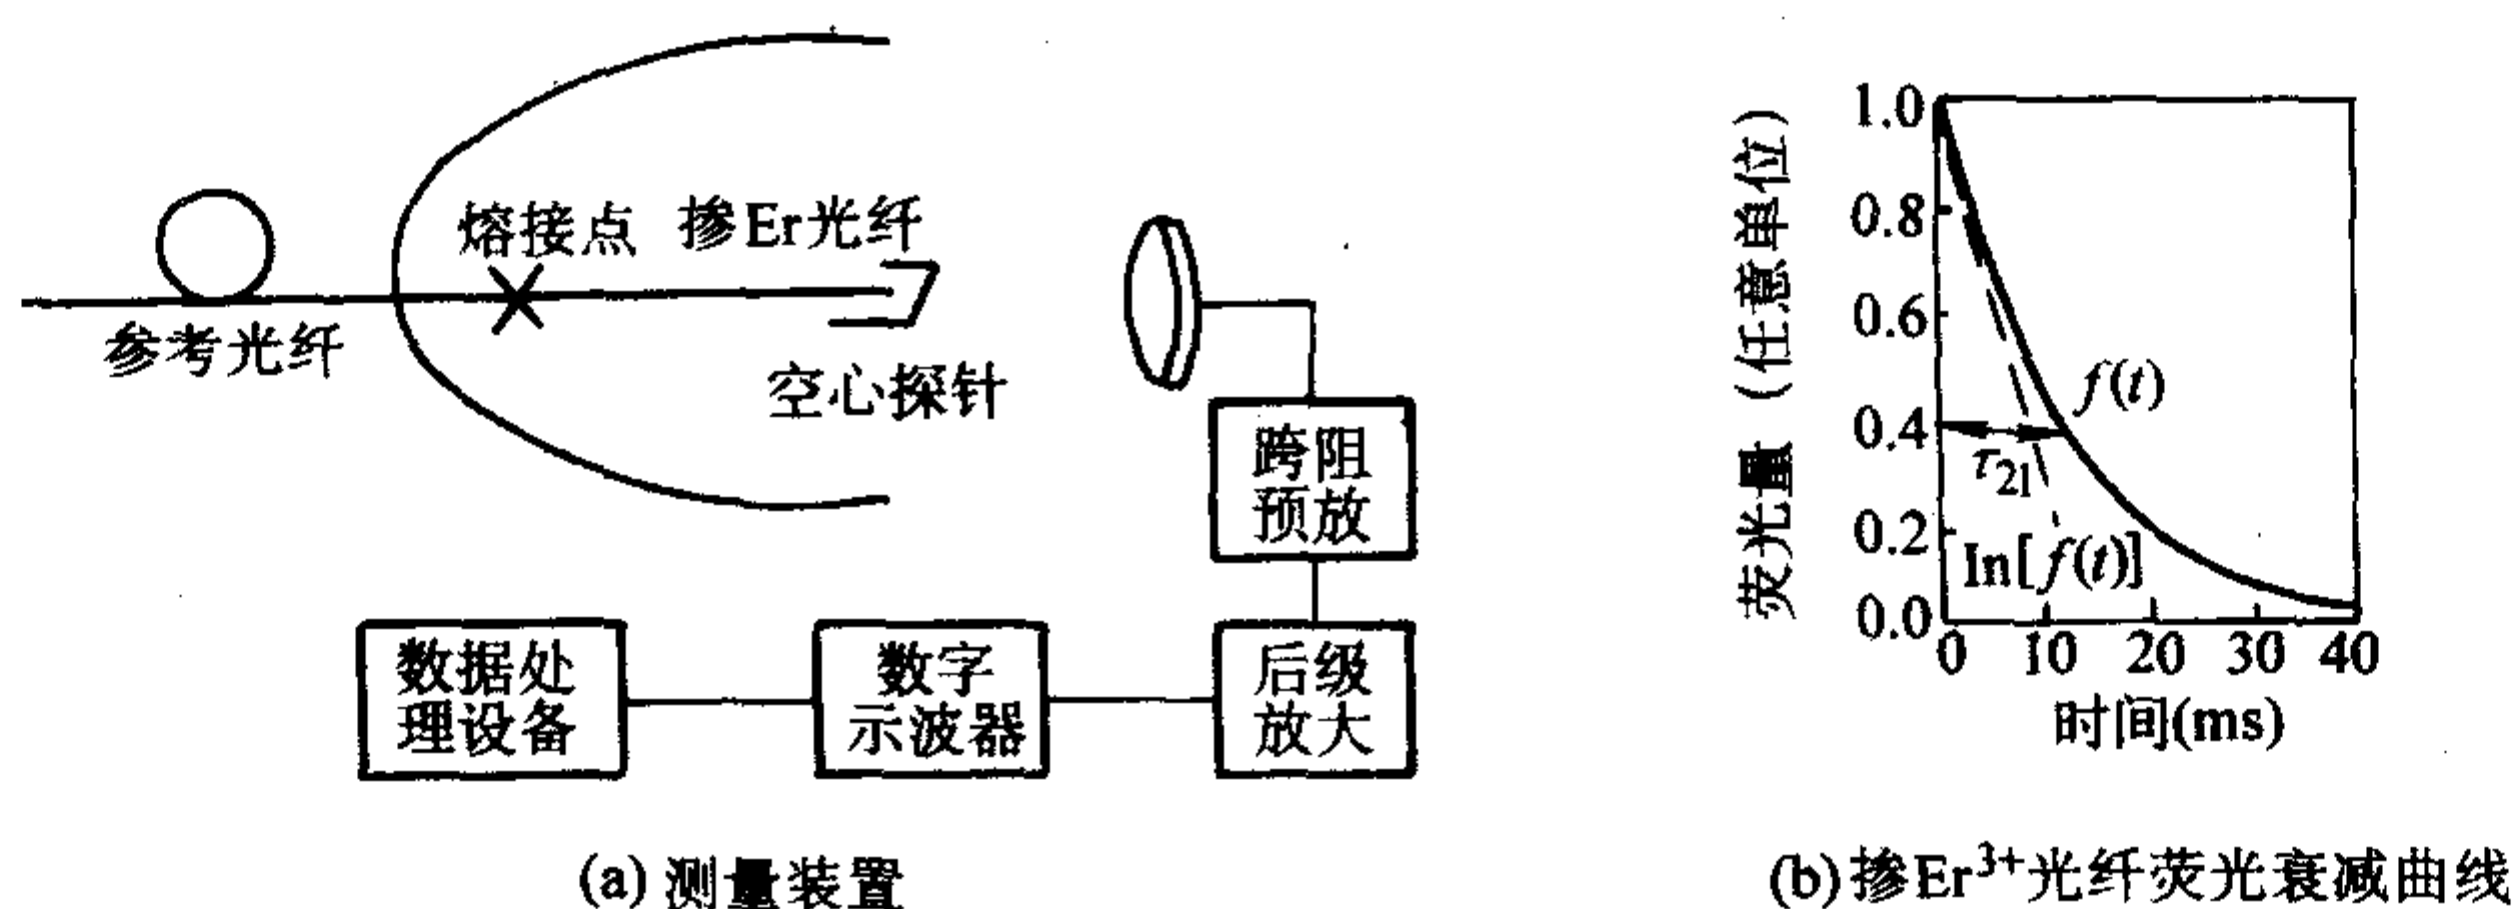 熔接点 掺Er光纤
参考光纤
空心探针
跨阻
预放
后级
放大
数字
示波器
数据处
理设备
(a)测量装置
荧光量（任意单位）
1.0
0.8
0.6
0.4
0.2
0.0
f(t)
τ21
In[f(t)]
0 10 20 30 40
时间(ms)
(b)掺Er³⁺光纤荧光衰减曲线